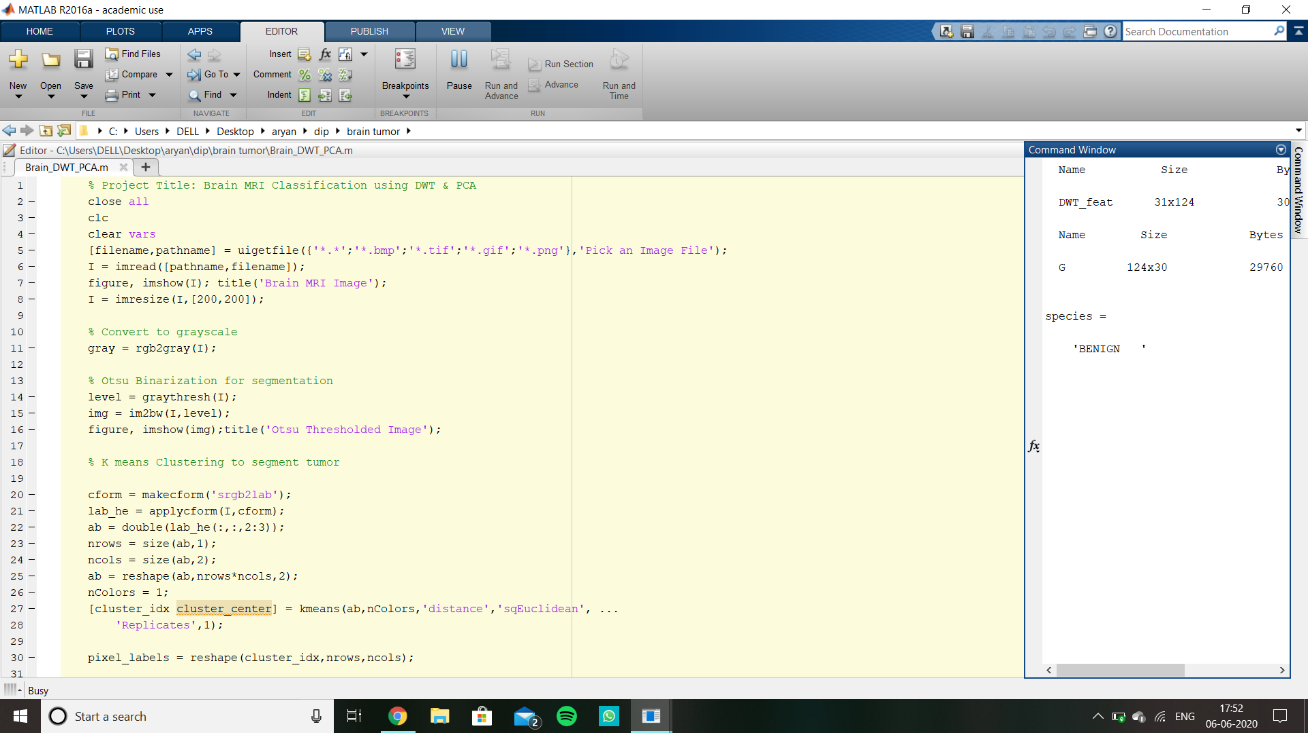 MATLAB R2016a - academic use
HOME PLOTS APPS EDITOR PUBLISH VIEW Search Documentation
New Open Save Find Files Compare Print Go To Find Insert Comment Indent Breakpoints Pause Run and Advance Run Section Advance Run and Time
FILE NAVIGATE EDIT BREAKPOINTS RUN
C: Users DELL Desktop aryan dip brain tumor
Editor - C:\Users\DELL\Desktop\aryan\dip\brain tumor\Brain_DWT_PCA.m
Brain_DWT_PCA.m
1 % Project Title: Brain MRI Classification using DWT & PCA
2 – close all
3 – clc
4 – clear vars
5 – [filename,pathname] = uigetfile({'*.*';'*.bmp';'*.tif';'*.gif';'*.png'},'Pick an Image File');
6 – I = imread([pathname,filename]);
7 – figure, imshow(I); title('Brain MRI Image');
8 – I = imresize(I,[200,200]);
9
10 % Convert to grayscale
11 – gray = rgb2gray(I);
12
13 % Otsu Binarization for segmentation
14 – level = graythresh(I);
15 – img = im2bw(I,level);
16 – figure, imshow(img);title('Otsu Thresholded Image');
17
18 % K means Clustering to segment tumor
19
20 – cform = makecform('srgb2lab');
21 – lab_he = applycform(I,cform);
22 – ab = double(lab_he(:,:,2:3));
23 – nrows = size(ab,1);
24 – ncols = size(ab,2);
25 – ab = reshape(ab,nrows*ncols,2);
26 – nColors = 1;
27 – [cluster_idx cluster_center] = kmeans(ab,nColors,'distance','sqEuclidean', ...
28 'Replicates',1);
29
30 – pixel_labels = reshape(cluster_idx,nrows,ncols);
31
Command Window
Name Size By
DWT_feat 31x124 30
Name Size Bytes
G 124x30 29760
species =
'BENIGN '
fx
Command Window
Busy
Start a search
2
ENG
17:52
06-06-2020